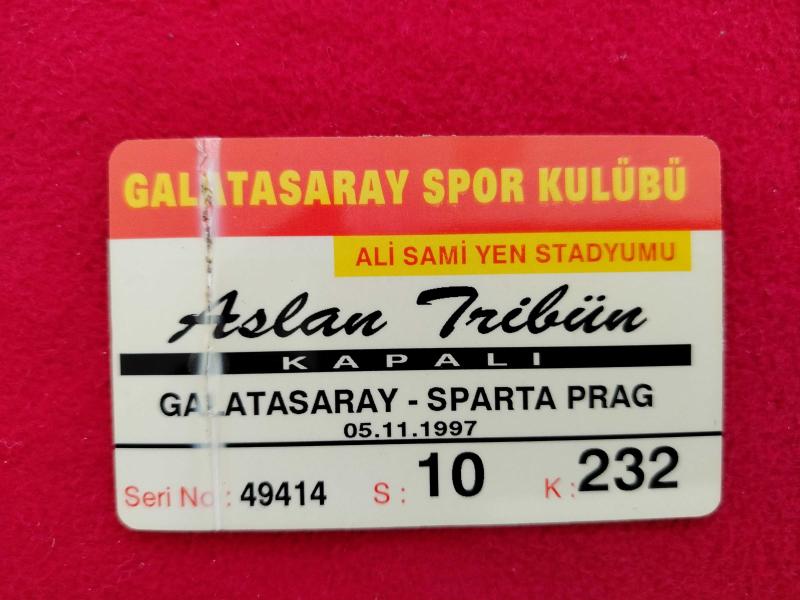 GALATASARAY SPOR KULÜBÜ
ALİ SAMİ YEN STADYUMU
Aslan Tribün
KAPALI
GALATASARAY - SPARTA PRAG
05.11.1997
Seri No : 49414 S : 10 K : 232